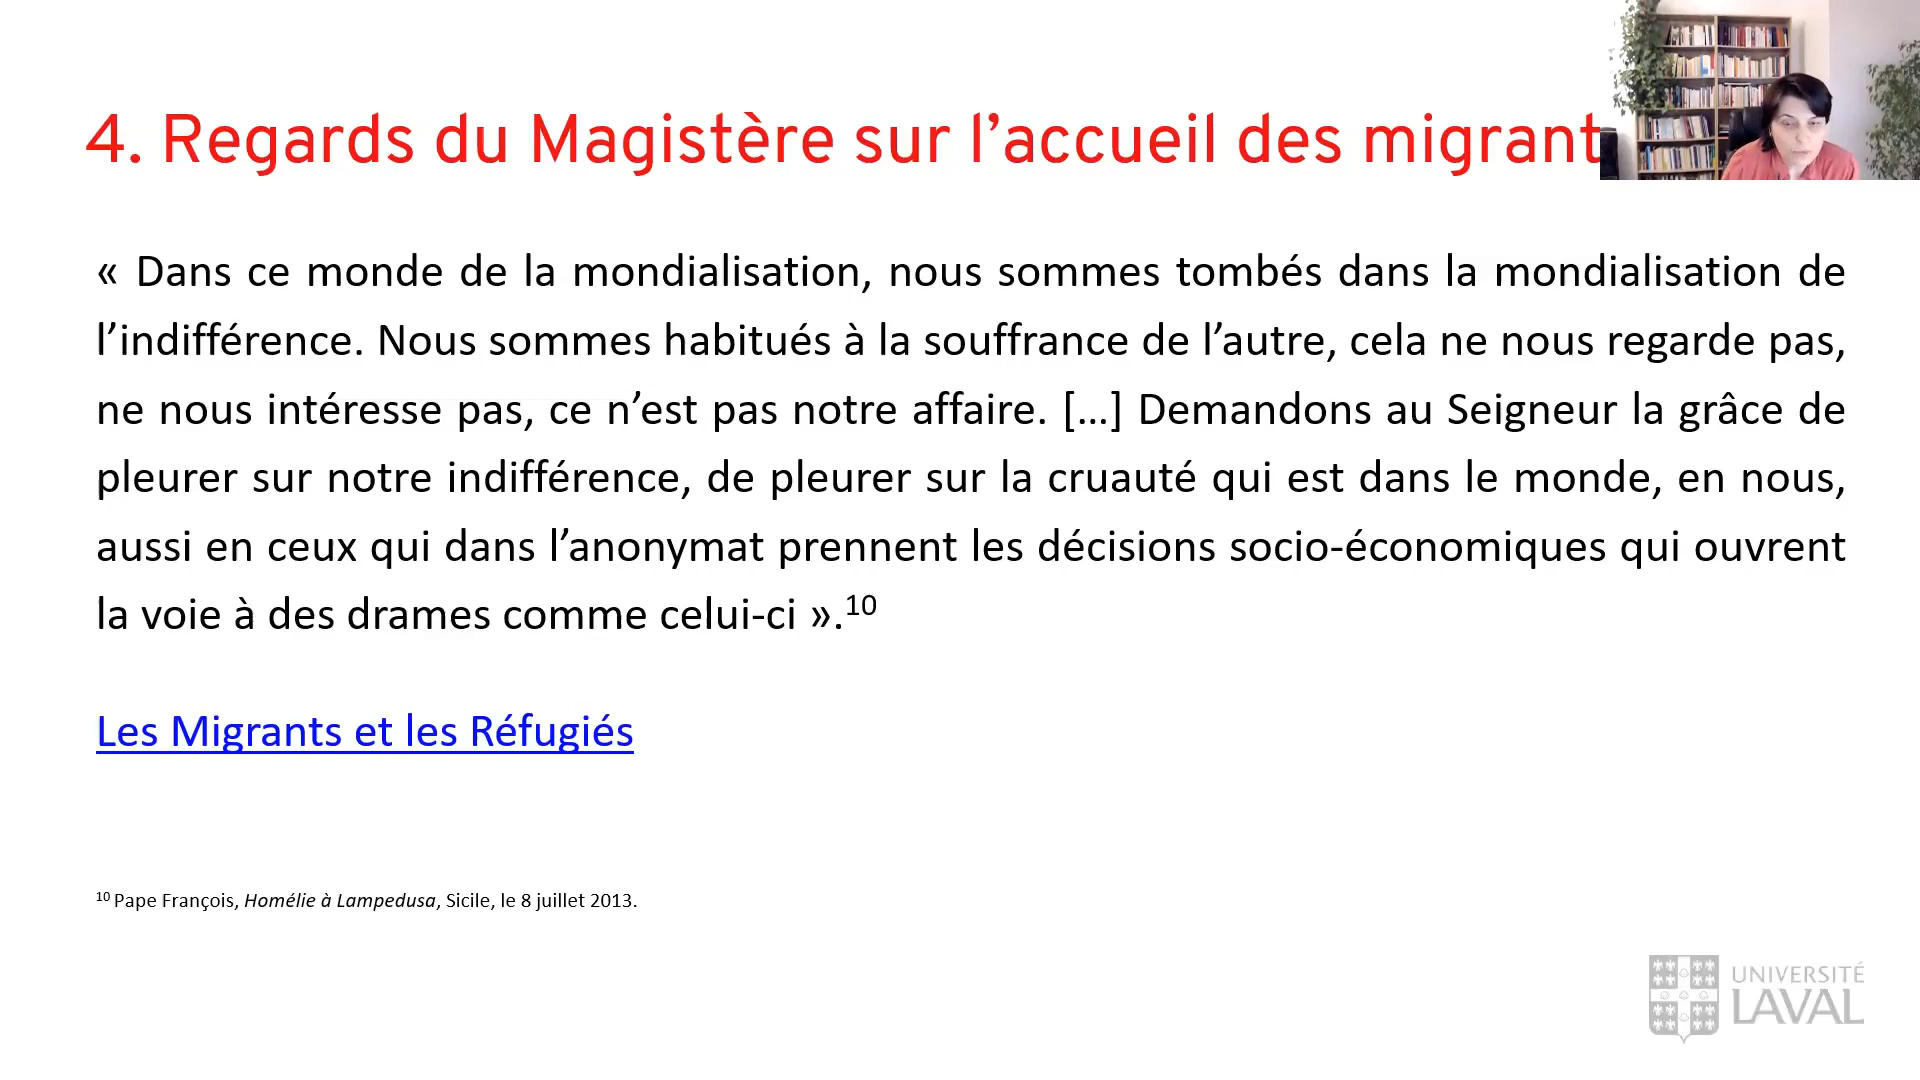 4. Regards du Magistère sur l’accueil des migrant
« Dans ce monde de la mondialisation, nous sommes tombés dans la mondialisation de
l’indifférence. Nous sommes habitués à la souffrance de l’autre, cela ne nous regarde pas,
ne nous intéresse pas, ce n’est pas notre affaire. [...] Demandons au Seigneur la grâce de
pleurer sur notre indifférence, de pleurer sur la cruauté qui est dans le monde, en nous,
aussi en ceux qui dans l’anonymat prennent les décisions socio-économiques qui ouvrent
la voie à des drames comme celui-ci ».¹⁰
Les Migrants et les Réfugiés
¹⁰ Pape François, Homélie à Lampedusa, Sicile, le 8 juillet 2013.
UNIVERSITÉ
LAVAL